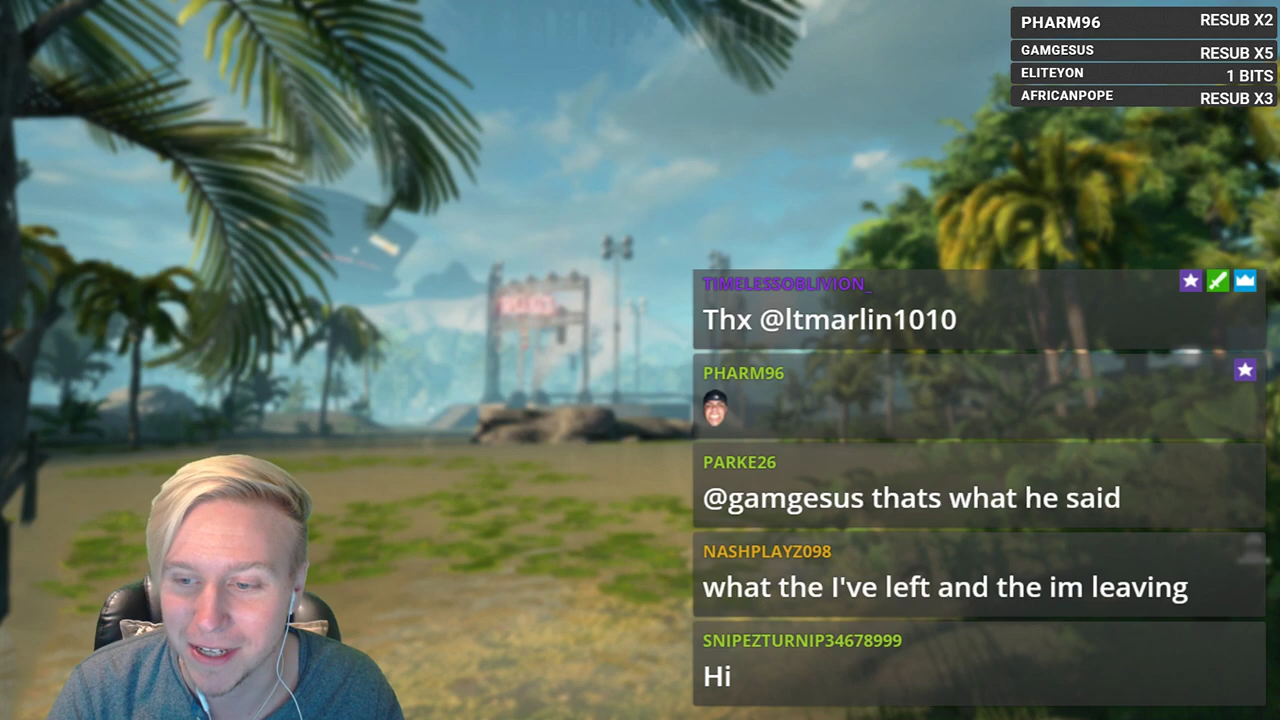 PHARM96 RESUB X2
GAMGESUS RESUB X5
ELITEYON 1 BITS
AFRICANPOPE RESUB X3
TIMELESSOBLIVION_
Thx @ltmarlin1010
PHARM96
PARKE26
@gamgesus thats what he said
NASHPLAYZ098
what the I've left and the im leaving
SNIPEZTURNIP34678999
Hi